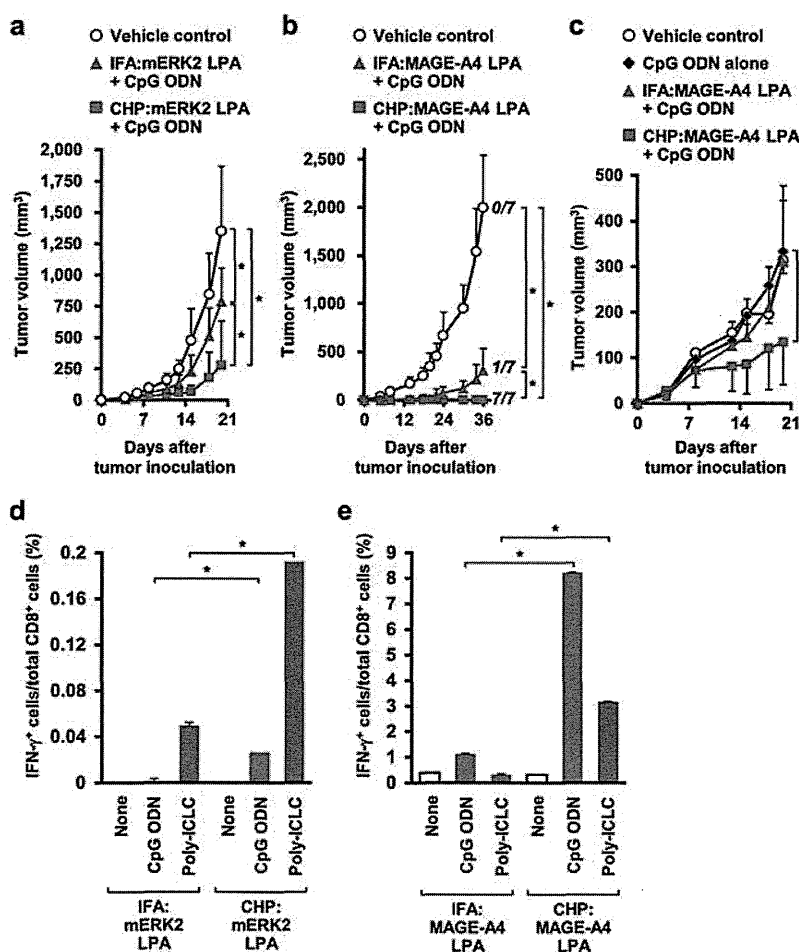 a
Vehicle control
IFA:mERK2 LPA
+ CpG ODN
CHP:mERK2 LPA
+ CpG ODN
Tumor volume (mm³)
2,000
1,750
1,500
1,250
1,000
750
500
250
0
0 7 14 21
Days after
tumor inoculation
*
*
*
b
Vehicle control
IFA:MAGE-A4 LPA
+ CpG ODN
CHP:MAGE-A4 LPA
+ CpG ODN
Tumor volume (mm³)
2,500
2,000
1,500
1,000
500
0
0 12 24 36
Days after
tumor inoculation
0/7
1/7
7/7
*
*
*
c
Vehicle control
CpG ODN alone
IFA:MAGE-A4 LPA
+ CpG ODN
CHP:MAGE-A4 LPA
+ CpG ODN
Tumor volume (mm³)
500
400
300
200
100
0
0 7 14 21
Days after
tumor inoculation
d
IFN-γ⁺ cells/total CD8⁺ cells (%)
0.2
0.16
0.12
0.08
0.04
0
*
*
None
CpG ODN
Poly-ICLC
None
CpG ODN
Poly-ICLC
IFA:
mERK2
LPA
CHP:
mERK2
LPA
e
IFN-γ⁺ cells/total CD8⁺ cells (%)
9
8
7
6
5
4
3
2
1
0
*
*
None
CpG ODN
Poly-ICLC
None
CpG ODN
Poly-ICLC
IFA:
MAGE-A4
LPA
CHP:
MAGE-A4
LPA